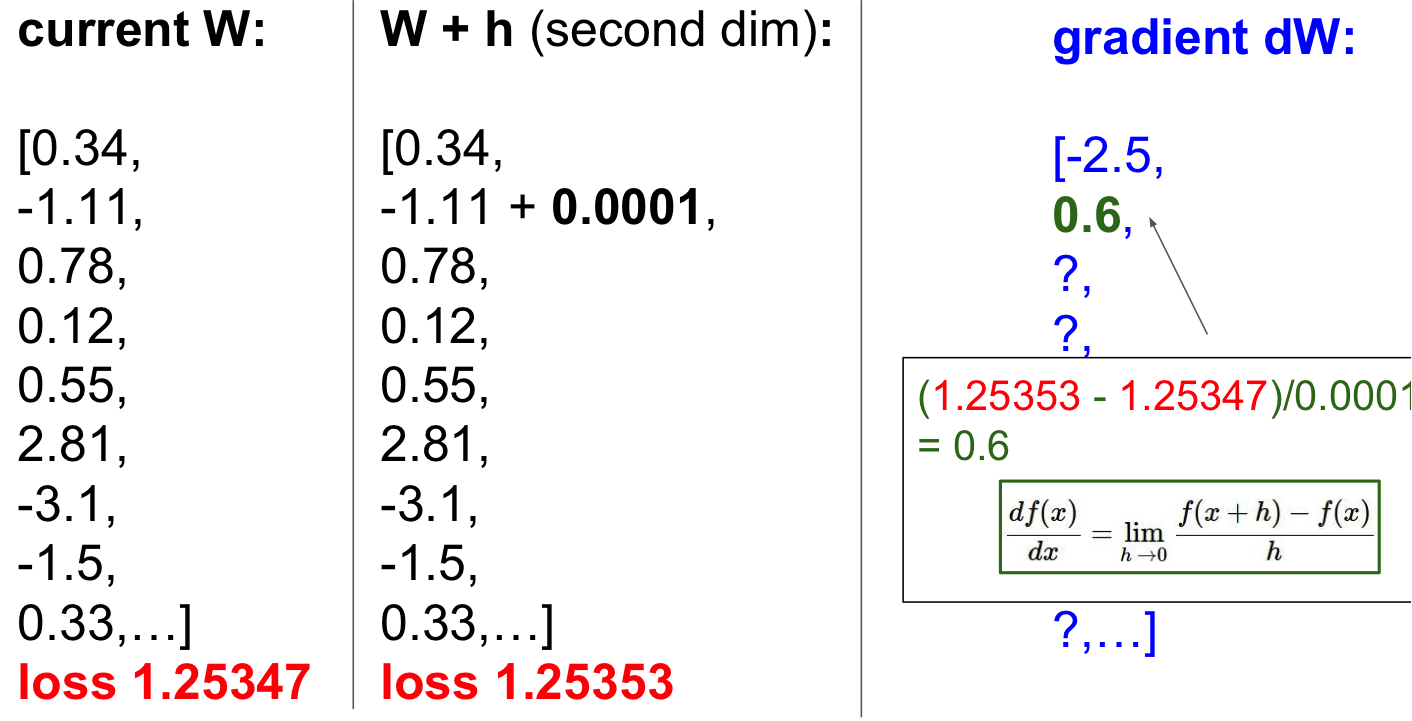 current W:
[0.34,
-1.11,
0.78,
0.12,
0.55,
2.81,
-3.1,
-1.5,
0.33,…]
loss 1.25347
W + h (second dim):
[0.34,
-1.11 + 0.0001,
0.78,
0.12,
0.55,
2.81,
-3.1,
-1.5,
0.33,…]
loss 1.25353
gradient dW:
[-2.5,
0.6,
?,
?,
(1.25353 - 1.25347)/0.0001
= 0.6
df(x)/dx = lim h→0 f(x + h) − f(x)/h
?,…]